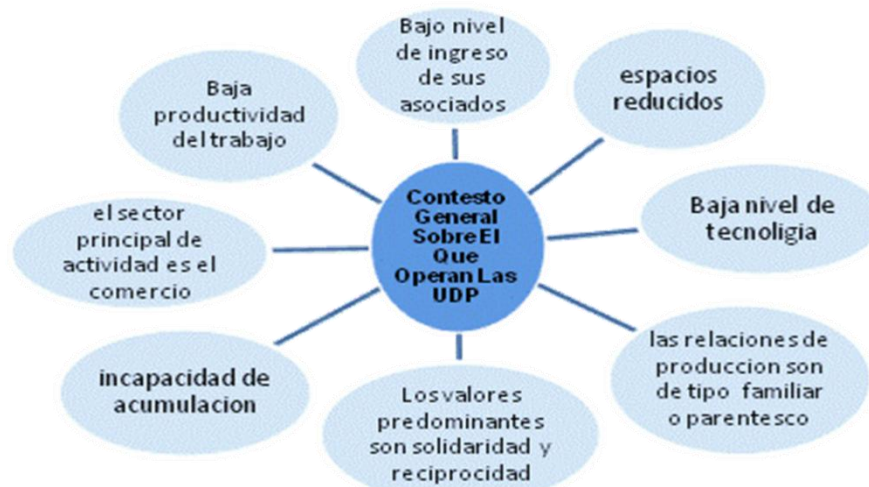 Bajo nivel
de ingreso
de sus
asociados
espacios
reducidos
Baja
productividad
del trabajo
Contesto
General
Sobre El
Que
Operan Las
UDP
Baja nivel de
tecnoligia
el sector
principal de
actividad es el
comercio
las relaciones de
produccion son
de tipo familiar
o parentesco
incapacidad de
acumulacion
Los valores
predominantes
son solidaridad y
reciprocidad